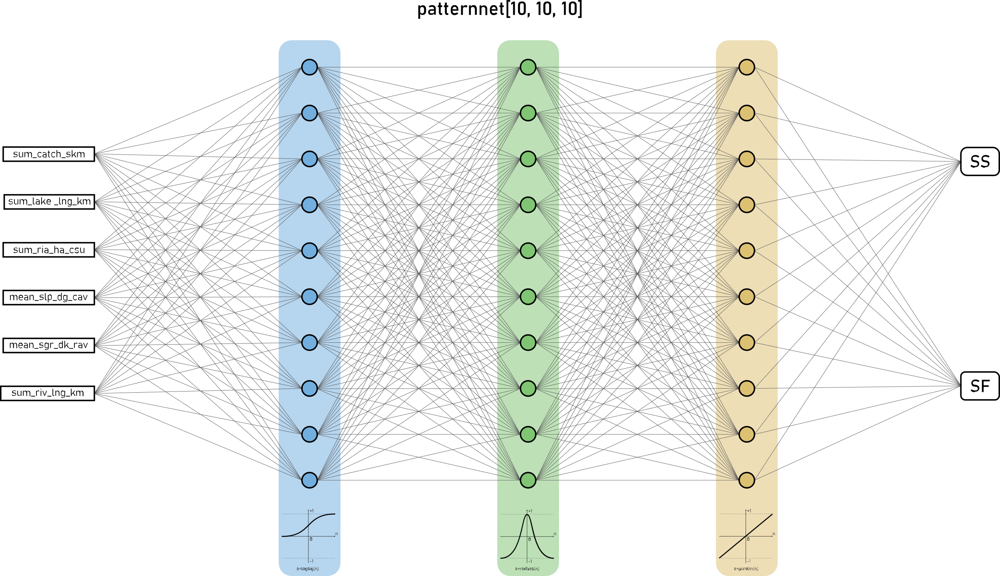 patternnet[10, 10, 10]
sum_catch_skm
sum_lake _lng_km
sum_ria_ha_csu
mean_slp_dg_cav
mean_sgr_dk_rav
sum_riv_lng_km
SS
SF
+1
n
0
-1
a=logsig(n)
+1
n
0
-1
a=radbas(n)
+1
n
0
-1
a=purelin(n)